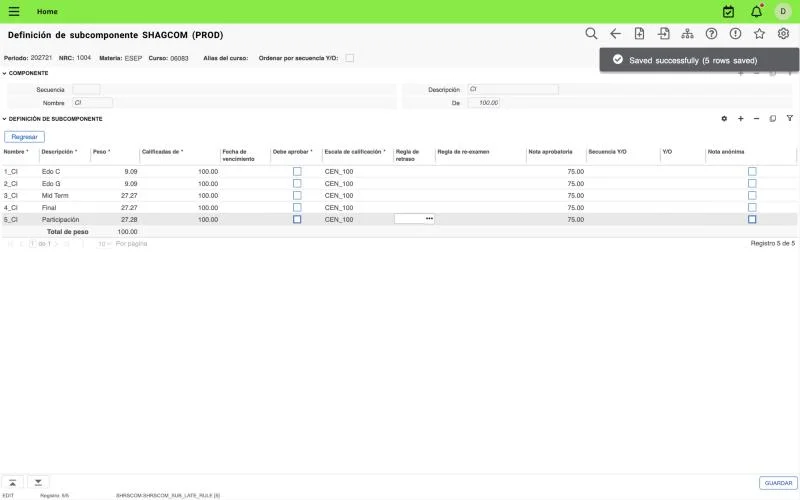 Home
D
Definición de subcomponente SHAGCOM (PROD)
Saved successfully (5 rows saved)
Periodo: 202721 NRC: 1004 Materia: ESEP Curso: 06083 Alias del curso: Ordenar por secuencia Y/O:
COMPONENTE
Secuencia Descripción CI
Nombre CI De 100.00
DEFINICIÓN DE SUBCOMPONENTE
Regresar
Nombre * Descripción * Peso * Calificadas de * Fecha de vencimiento Debe aprobar * Escala de calificación * Regla de retraso Regla de re-examen Nota aprobatoria Secuencia Y/O Y/O Nota anónima
1_CI Edo C 9.09 100.00 CEN_100 75.00
2_CI Edo G 9.09 100.00 CEN_100 75.00
3_CI Mid Term 27.27 100.00 CEN_100 75.00
4_CI Final 27.27 100.00 CEN_100 75.00
5_CI Participación 27.28 100.00 CEN_100 ••• 75.00
Total de peso 100.00
1 de 1 10 Por página Registro 5 de 5
GUARDAR
EDIT Registro: 5/5 SHRSCOM.SHRSCOM_SUB_LATE_RULE [5]